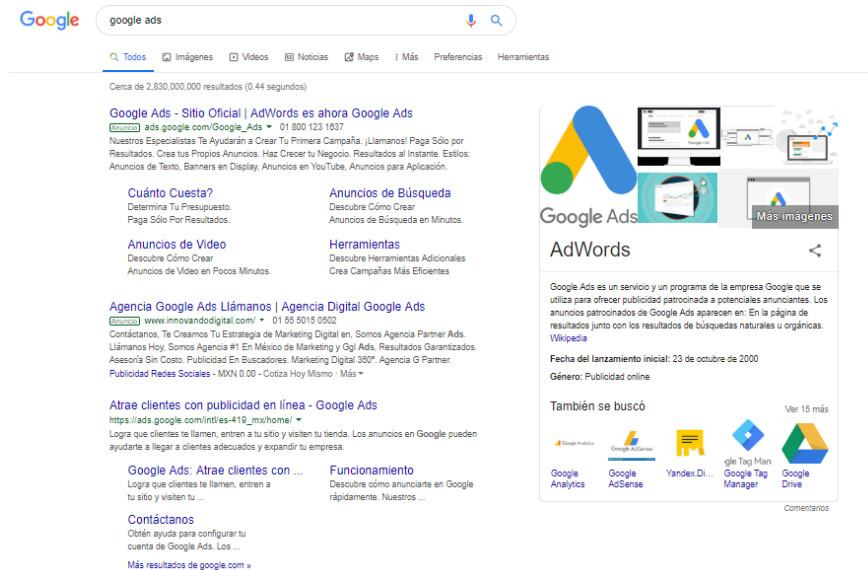 Google
google ads
Todos Imágenes Videos Noticias Maps Más Preferencias Herramientas
Cerca de 2,830,000,000 resultados (0.44 segundos)
Google Ads - Sitio Oficial | AdWords es ahora Google Ads
Anuncio ads.google.com/Google_Ads 01 800 123 1637
Nuestros Especialistas Te Ayudarán a Crear Tu Primera Campaña. ¡Llamanos! Paga Sólo por
Resultados. Crea tus Propios Anuncios. Haz Crecer tu Negocio. Resultados al Instante. Estilos:
Anuncios de Texto, Banners en Display, Anuncios en YouTube, Anuncios para Aplicación.
Cuánto Cuesta?
Determina Tu Presupuesto.
Paga Sólo Por Resultados.
Anuncios de Búsqueda
Descubre Cómo Crear
Anuncios de Búsqueda en Minutos.
Anuncios de Video
Descubre Cómo Crear
Anuncios de Video en Pocos Minutos.
Herramientas
Descubre Herramientas Adicionales
Crea Campañas Más Eficientes
Agencia Google Ads Llámanos | Agencia Digital Google Ads
Anuncio www.innovandodigital.com/ 01 55 5015 0502
Contáctanos, Te Creamos Tu Estrategia de Marketing Digital en, Somos Agencia Partner Ads.
Llámanos Hoy, Somos Agencia #1 En México de Marketing y Ggl Ads, Resultados Garantizados.
Asesoría Sin Costo. Publicidad En Buscadores. Marketing Digital 360º. Agencia G Partner.
Publicidad Redes Sociales - MXN 0.00 - Cotiza Hoy Mismo · Más
Atrae clientes con publicidad en línea - Google Ads
https://ads.google.com/intl/es-419_mx/home/
Logra que clientes te llamen, entren a tu sitio y visiten tu tienda. Los anuncios en Google pueden
ayudarte a llegar a clientes adecuados y expandir tu empresa.
Google Ads: Atrae clientes con ...
Logra que clientes te llamen, entren a
tu sitio y visiten tu ...
Funcionamiento
Descubre cómo anunciarte en Google
rápidamente. Nuestros ...
Contáctanos
Obtén ayuda para configurar tu
cuenta de Google Ads. Los ...
Más resultados de google.com »
Google Ads
Google Ads
Más imágenes
AdWords
Google Ads es un servicio y un programa de la empresa Google que se
utiliza para ofrecer publicidad patrocinada a potenciales anunciantes. Los
anuncios patrocinados de Google Ads aparecen en: En la página de
resultados junto con los resultados de búsquedas naturales u orgánicas.
Wikipedia
Fecha del lanzamiento inicial: 23 de octubre de 2000
Género: Publicidad online
También se buscó
Ver 15 más
Google Analytics
Google AdSense
gle Tag Man
Google
Analytics
Google
AdSense
Yandex.Di...
Google Tag
Manager
Google
Drive
Comentarios